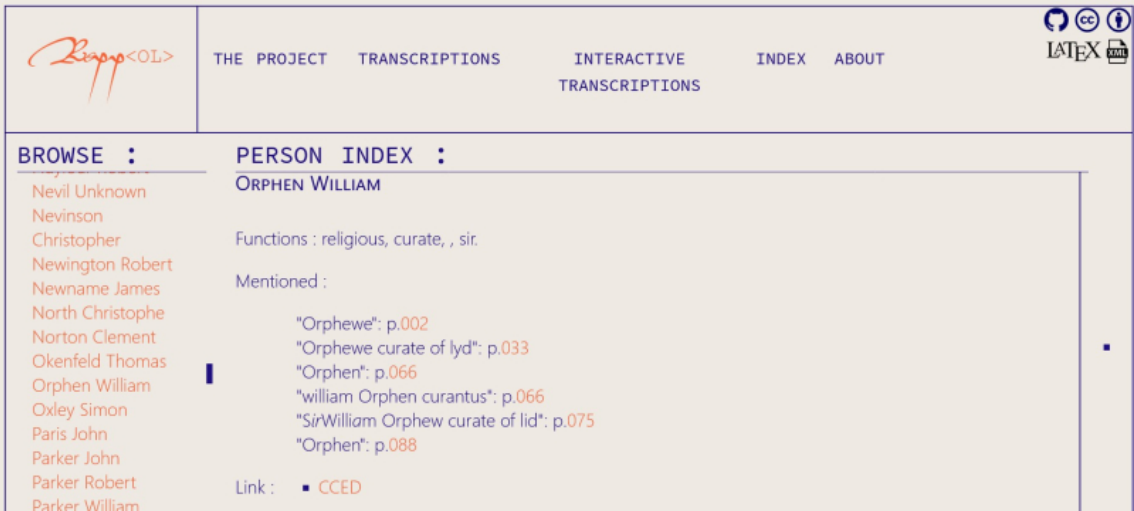 Repp<OL>
THE PROJECT
TRANSCRIPTIONS
INTERACTIVE
TRANSCRIPTIONS
INDEX
ABOUT
cc
LATEX
XML
BROWSE :
Nevil Unknown
Nevinson
Christopher
Newington Robert
Newname James
North Christophe
Norton Clement
Okenfeld Thomas
Orphen William
Oxley Simon
Paris John
Parker John
Parker Robert
Parker William
PERSON INDEX :
ORPHEN WILLIAM
Functions : religious, curate, , sir.
Mentioned :
"Orphewe": p.002
"Orphewe curate of lyd": p.033
"Orphen": p.066
"william Orphen curantus": p.066
"SirWilliam Orphew curate of lid": p.075
"Orphen": p.088
Link : ▪ CCED